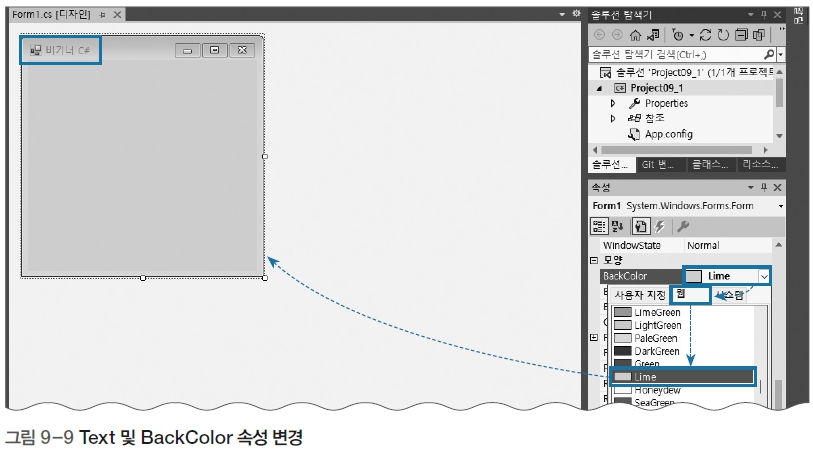 Form1.cs [디자인]
비기너 C#
솔루션 탐색기
솔루션 탐색기 검색(Ctrl+;)
솔루션 'Project09_1' (1/1개 프로젝트
Project09_1
Properties
참조
App.config
솔루션... Git 변... 클래스... 리소스...
속성
Form1 System.Windows.Forms.Form
WindowState Normal
모양
BackColor Lime
사용자 지정 웹 시스템
LimeGreen
LightGreen
PaleGreen
DarkGreen
Green
Lime
Honeydew
SeaGreen
그림 9-9 Text 및 BackColor 속성 변경